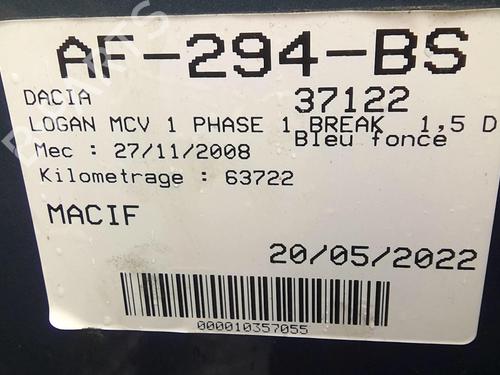 AF-294-BS
DACIA 37122
LOGAN MCV 1 PHASE 1 BREAK 1,5 D
Bleu fonce
Mec : 27/11/2008
Kilometrage : 63722
MACIF
20/05/2022
000010357055